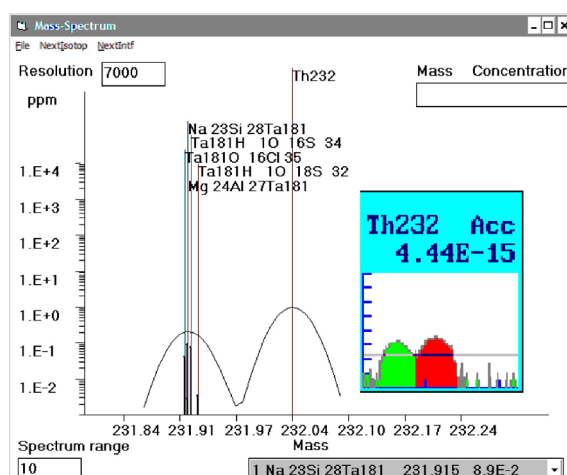 Mass-Spectrum
File NextIsotop NextIntf
Resolution 7000
Mass Concentration
ppm
Th232
Na 23Si 28Ta181
Ta181H 1O 16S 34
Ta181O 16Cl 35
Ta181H 1O 18S 32
Mg 24Al 27Ta181
1.E+4
1.E+3
1.E+2
1.E+1
1.E+0
1.E-1
1.E-2
Th232 Acc
4.44E-15
231.84 231.91 231.97 232.04 232.10 232.17 232.24
Spectrum range
Mass
10
1 Na 23Si 28Ta181 231.915 8.9E-2